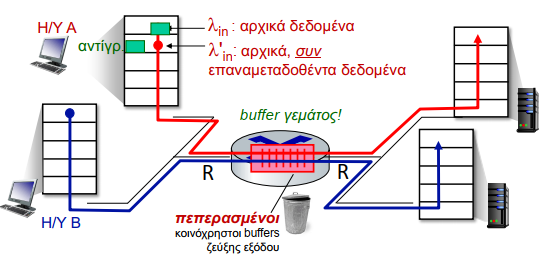 Η/Υ Α
λin : αρχικά δεδομένα
αντίγρ.
λ'in: αρχικά, συν
επαναμεταδοθέντα δεδομένα
buffer γεμάτος!
R
R
Η/Υ Β
πεπερασμένοι
κοινόχρηστοι buffers
ζεύξης εξόδου